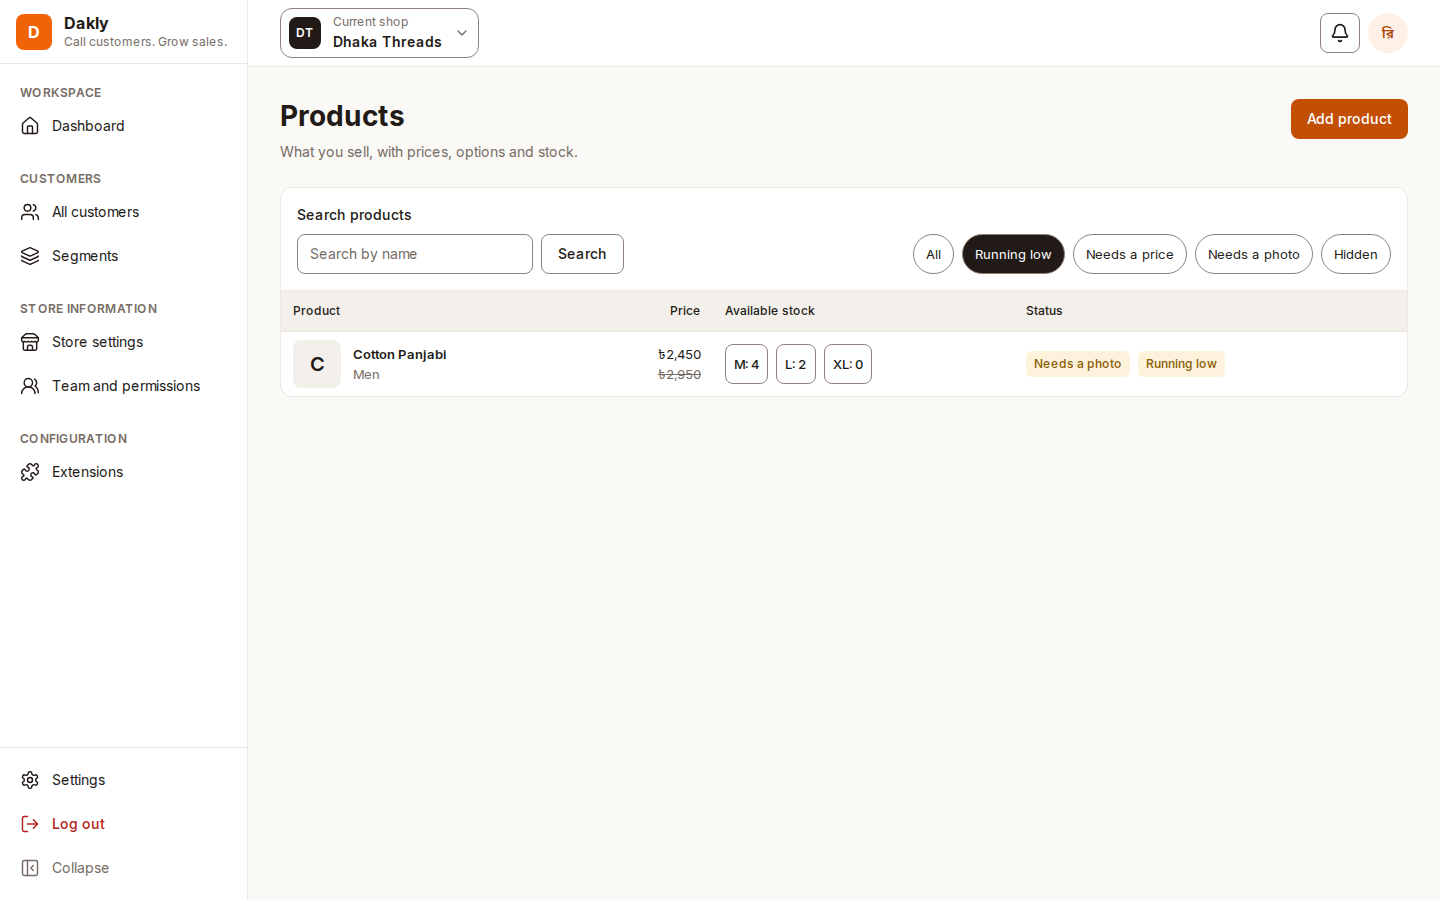 D
Dakly
Call customers. Grow sales.
DT
Current shop
Dhaka Threads
রি
WORKSPACE
Dashboard
CUSTOMERS
All customers
Segments
STORE INFORMATION
Store settings
Team and permissions
CONFIGURATION
Extensions
Settings
Log out
Collapse
Products
Add product
What you sell, with prices, options and stock.
Search products
Search by name
Search
All
Running low
Needs a price
Needs a photo
Hidden
Product Price Available stock Status
C
Cotton Panjabi
Men
৳2,450
৳2,950
M: 4
L: 2
XL: 0
Needs a photo
Running low